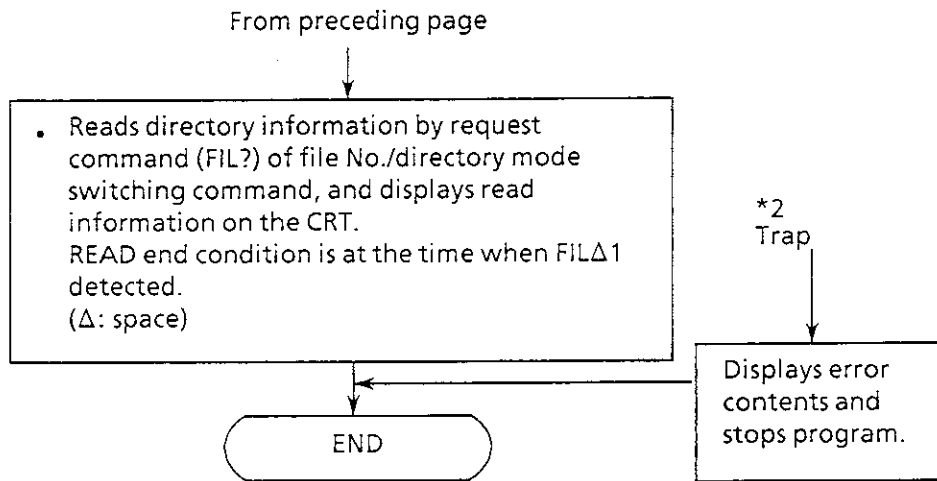 From preceding page
• Reads directory information by request
command (FIL?) of file No./directory mode
switching command, and displays read
information on the CRT.
READ end condition is at the time when FILΔ1
detected.
(Δ: space)
*2
Trap
Displays error
contents and
stops program.
END